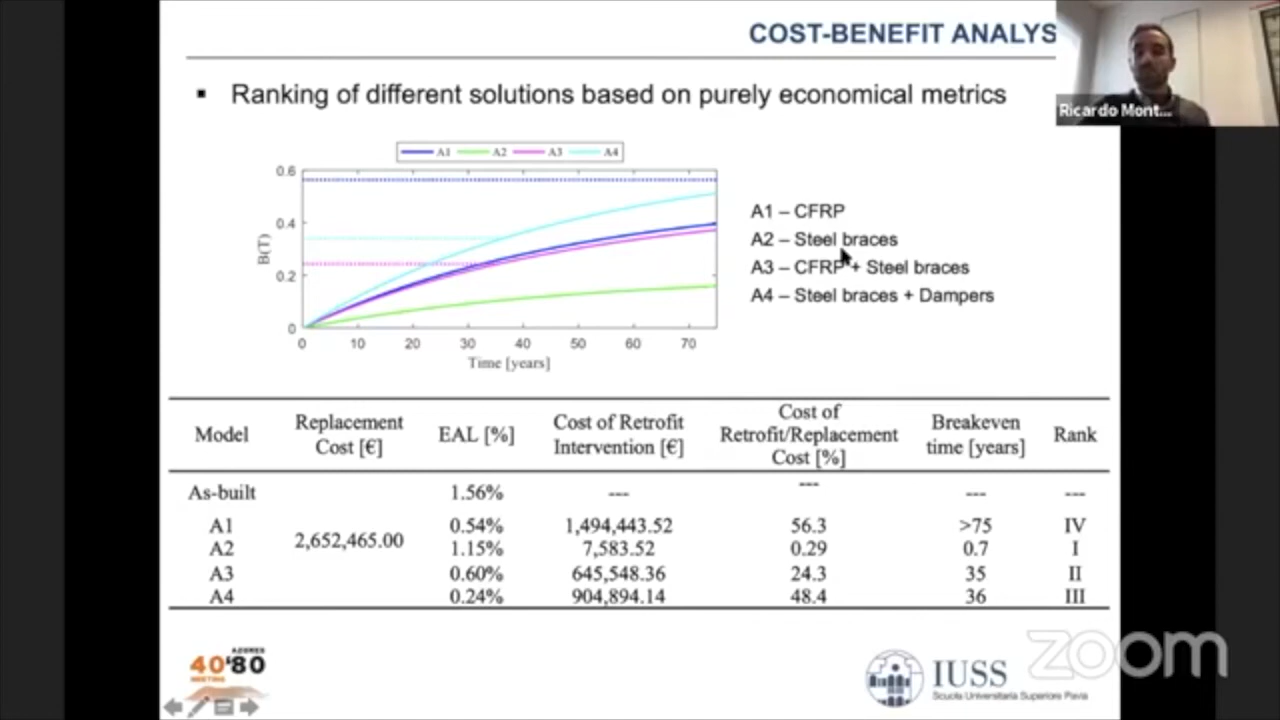 COST-BENEFIT ANALYS
Ricardo Mont...
▪ Ranking of different solutions based on purely economical metrics
A1 A2 A3 A4
0.6
0.4
0.2
0
B(T)
0 10 20 30 40 50 60 70
Time [years]
A1 – CFRP
A2 – Steel braces
A3 – CFRP + Steel braces
A4 – Steel braces + Dampers
Model Replacement Cost [€] EAL [%] Cost of Retrofit Intervention [€] Cost of Retrofit/Replacement Cost [%] Breakeven time [years] Rank
As-built 1.56% --- --- --- ---
A1 0.54% 1,494,443.52 56.3 >75 IV
2,652,465.00
A2 1.15% 7,583.52 0.29 0.7 I
A3 0.60% 645,548.36 24.3 35 II
A4 0.24% 904,894.14 48.4 36 III
AZORES
40'80
MEETING
IUSS
Scuola Universitaria Superiore Pavia
zoom